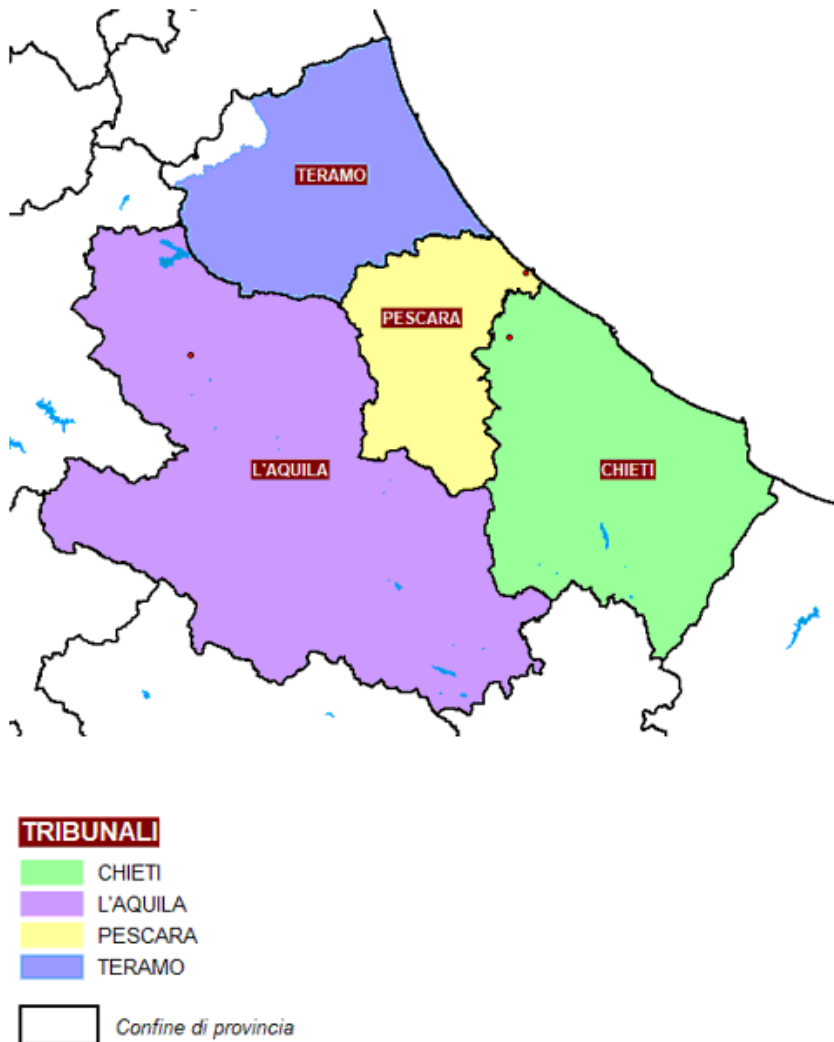 TERAMO
PESCARA
L'AQUILA
CHIETI
TRIBUNALI
CHIETI
L'AQUILA
PESCARA
TERAMO
Confine di provincia